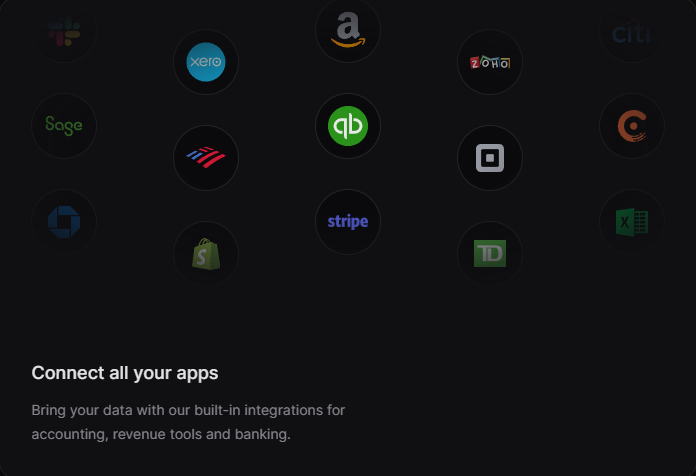 citi
xero
ZOHO
Sage
qb
stripe
X
S
TD
Connect all your apps
Bring your data with our built-in integrations for
accounting, revenue tools and banking.